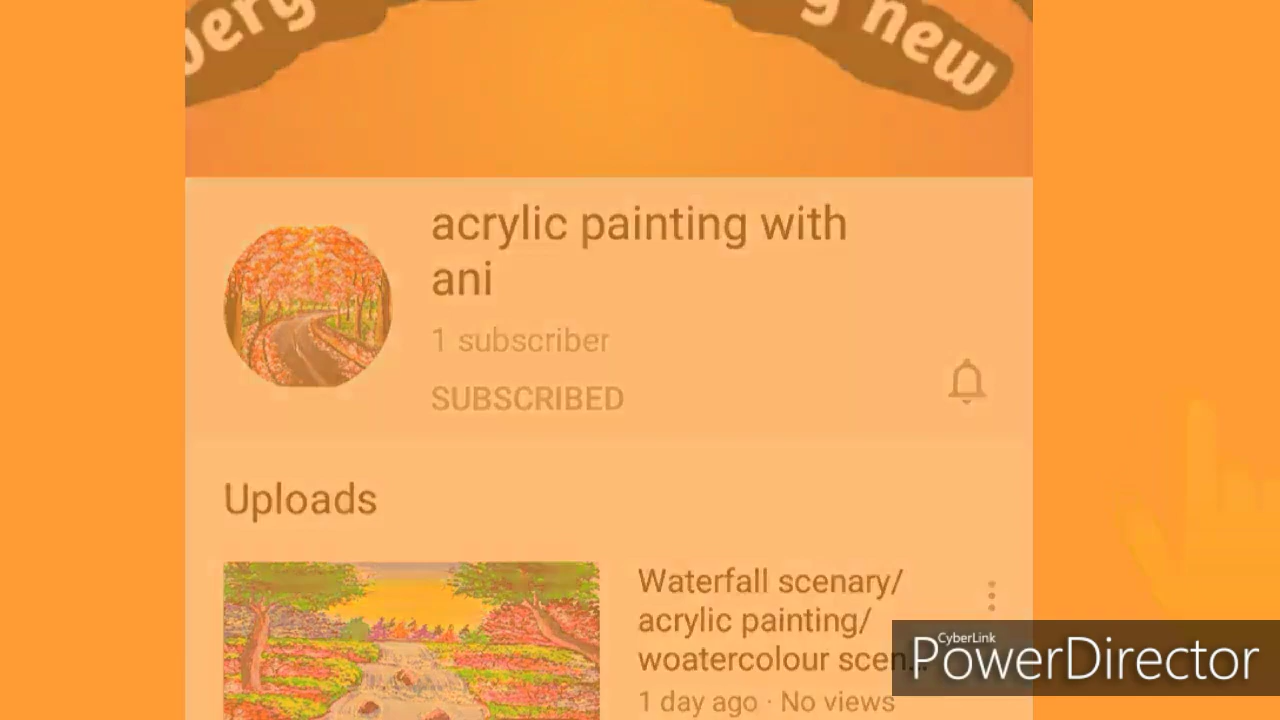 new
acrylic painting with
ani
1 subscriber
SUBSCRIBED
Uploads
Waterfall scenary/
acrylic painting/
woatercolour scen...
1 day ago · No views
CyberLink
PowerDirector